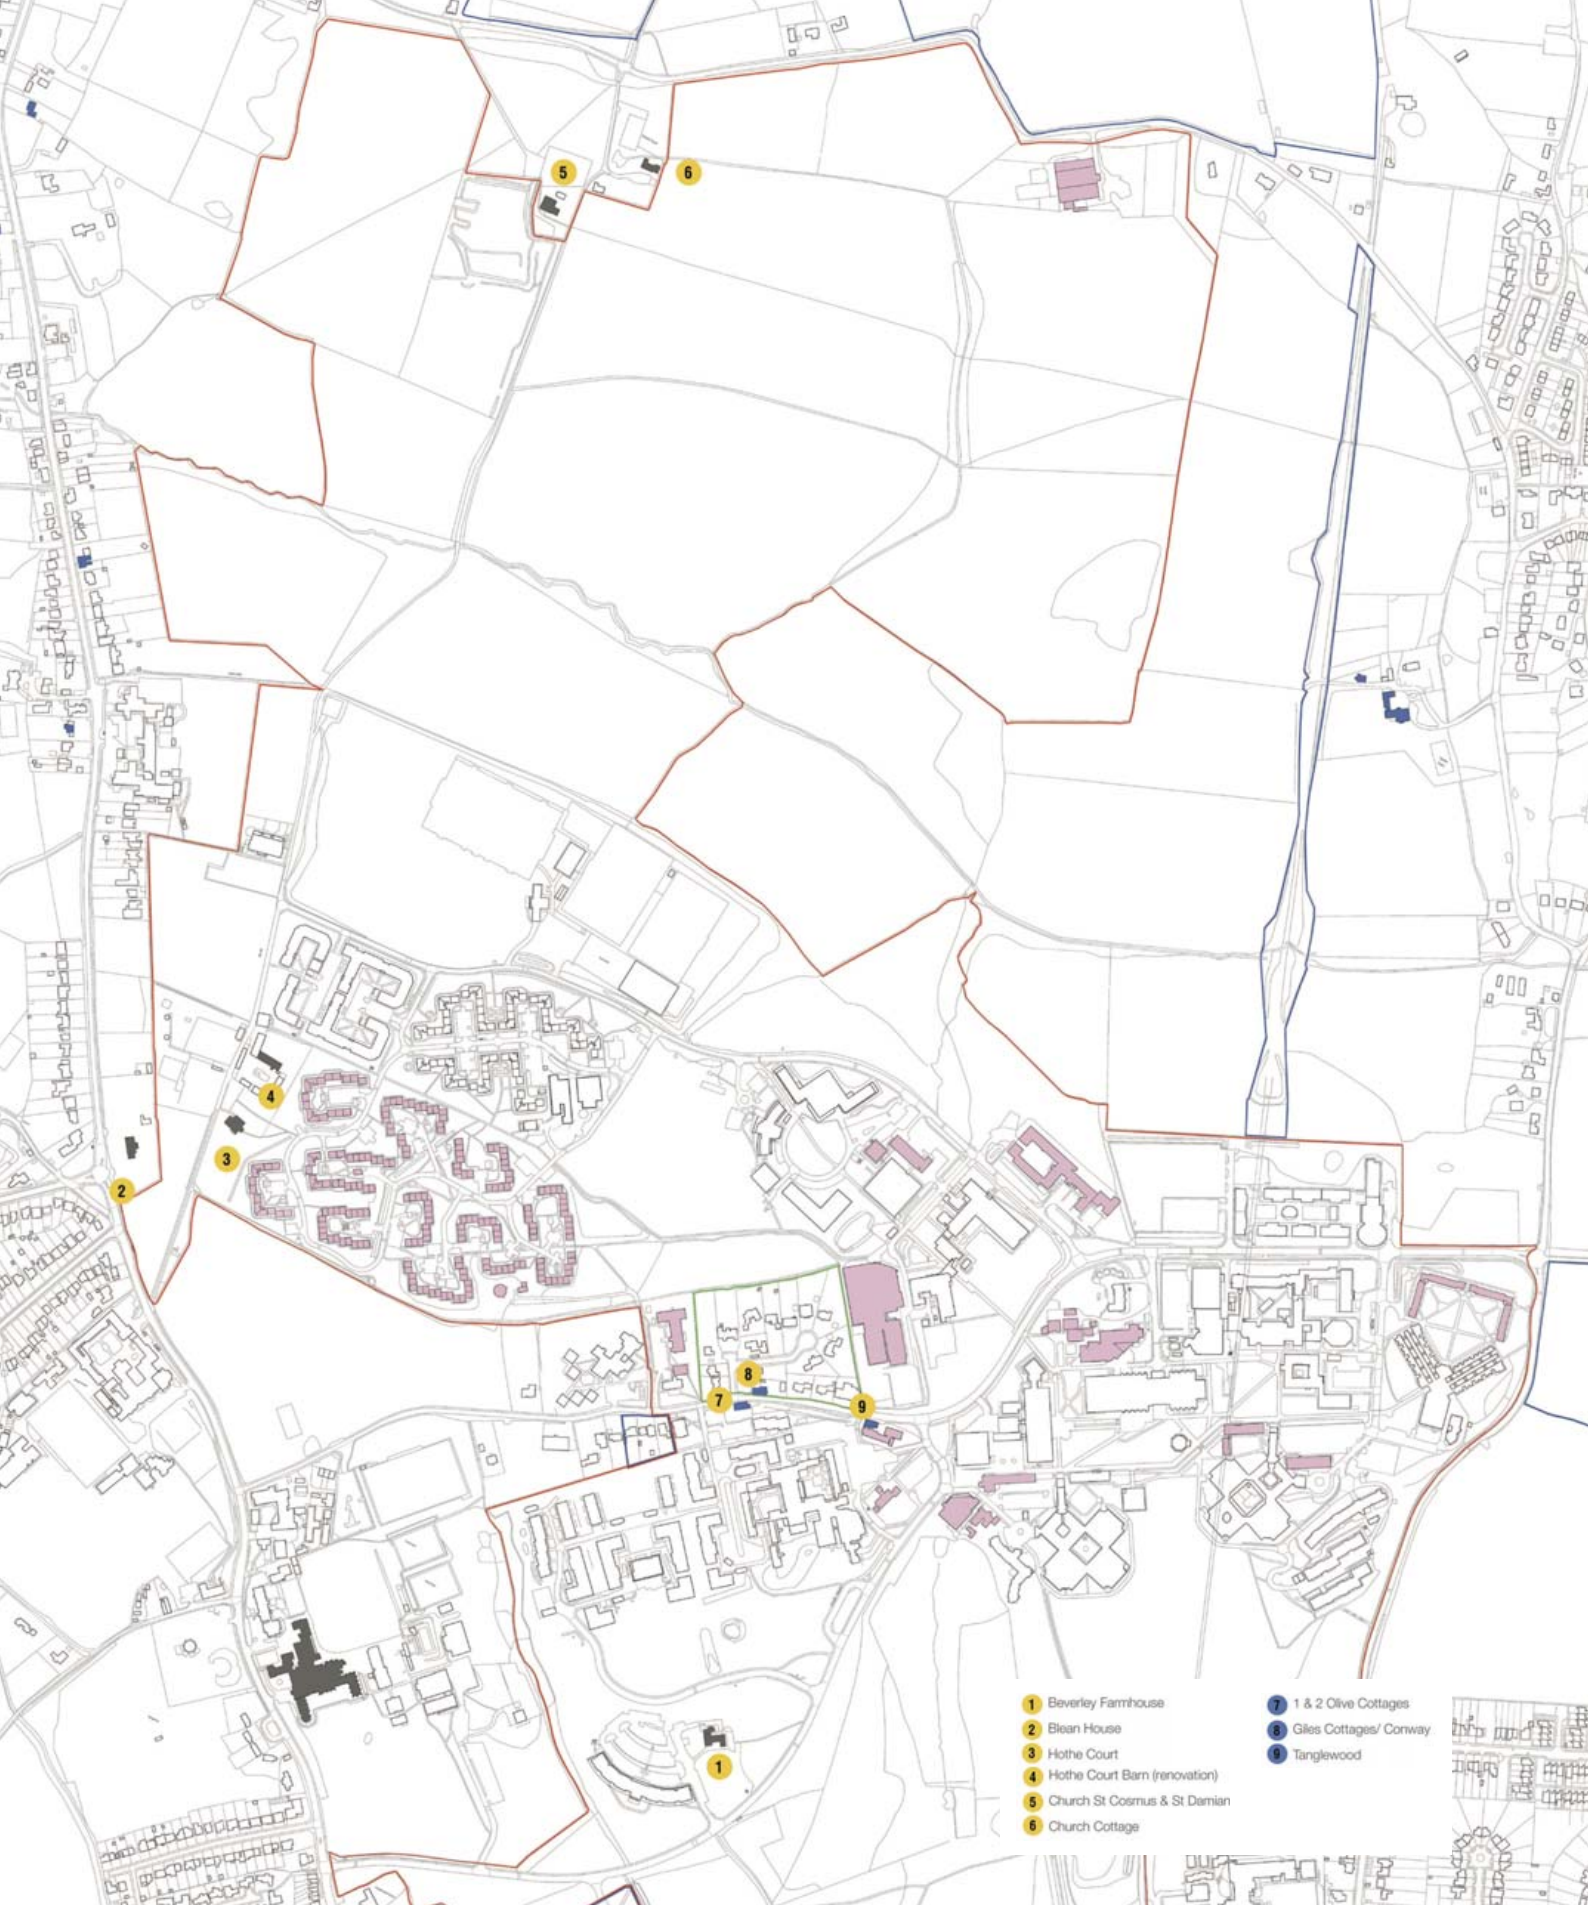 5
6
4
3
2
8
7
9
1
1 Beverley Farmhouse
2 Blean House
3 Hothe Court
4 Hothe Court Barn (renovation)
5 Church St Cosmus & St Damian
6 Church Cottage
7 1 & 2 Olive Cottages
8 Giles Cottages/ Conway
9 Tanglewood